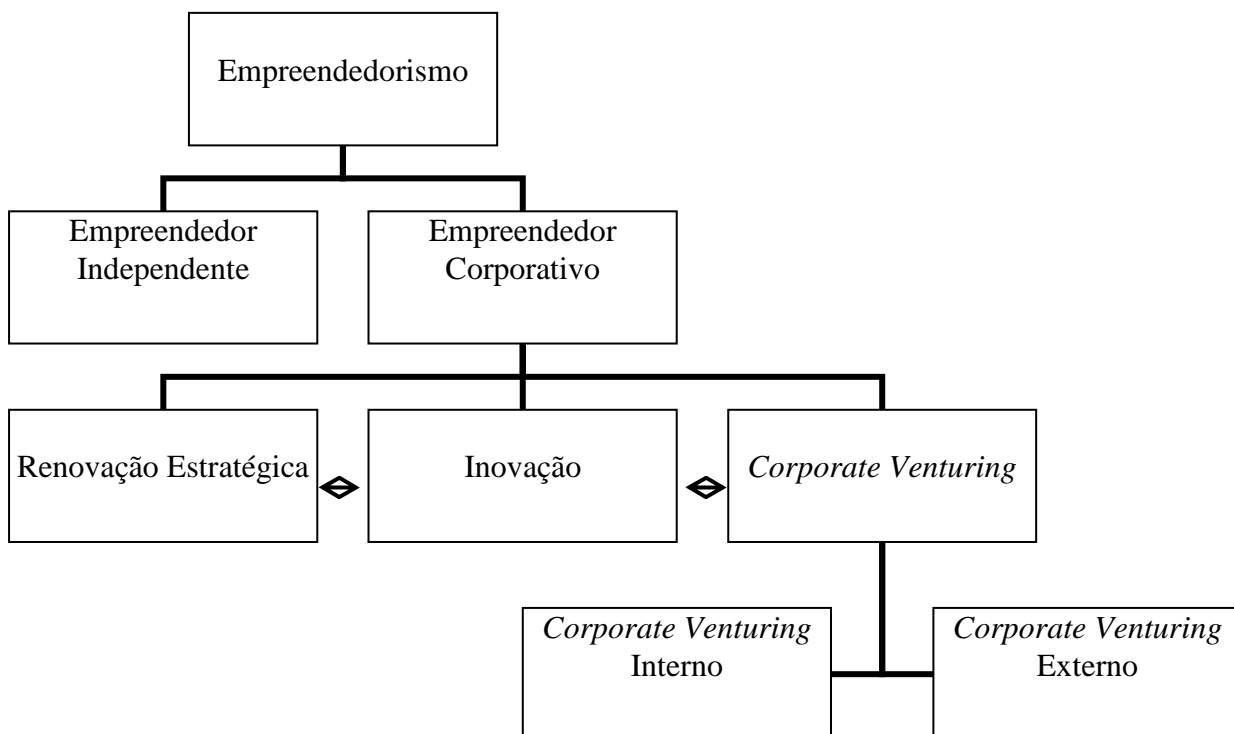 Empreendedorismo
Empreendedor
Independente
Empreendedor
Corporativo
Renovação Estratégica
Inovação
Corporate Venturing
Corporate Venturing
Interno
Corporate Venturing
Externo